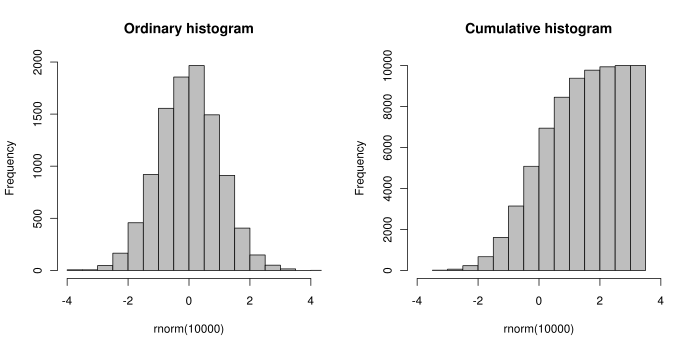 Ordinary histogram
Frequency
2000
1500
1000
500
0
-4 -2 0 2 4
rnorm(10000)
Cumulative histogram
Frequency
10000
8000
6000
4000
2000
0
-4 -2 0 2 4
rnorm(10000)